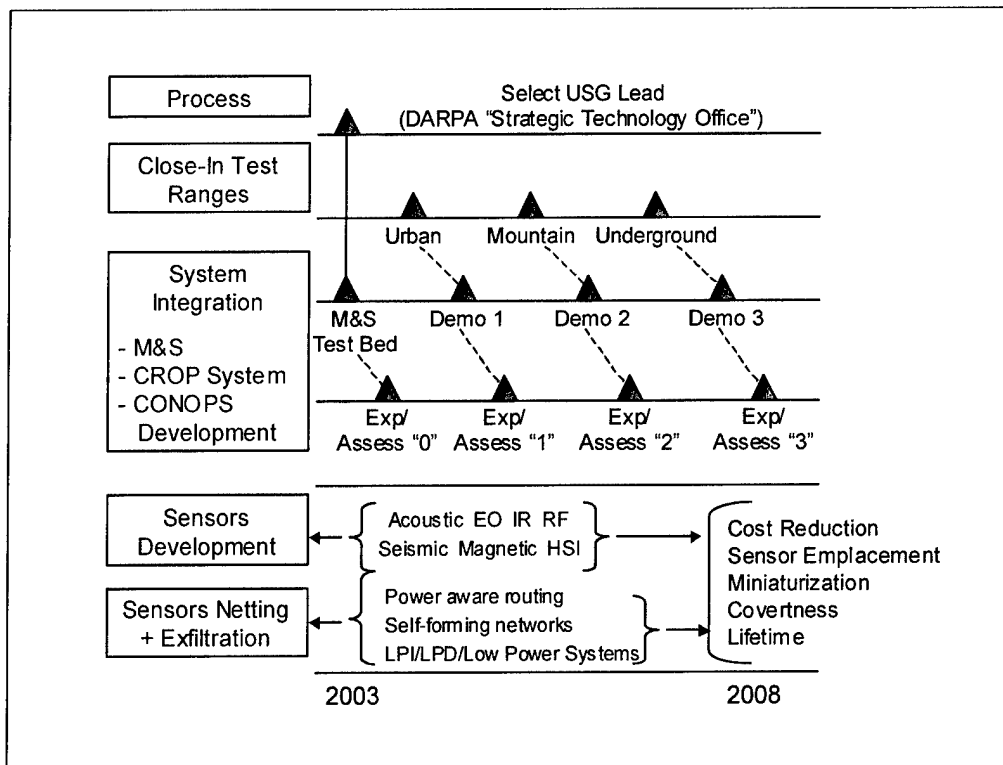 Process
Select USG Lead
(DARPA “Strategic Technology Office”)
Close-In Test
Ranges
Urban
Mountain
Underground
System
Integration
- M&S
- CROP System
- CONOPS
Development
M&S
Test Bed
Demo 1
Demo 2
Demo 3
Exp/
Assess “0”
Exp/
Assess “1”
Exp/
Assess “2”
Exp/
Assess “3”
Sensors
Development
Acoustic EO IR RF
Seismic Magnetic HSI
Sensors Netting
+ Exfiltration
Power aware routing
Self-forming networks
LPI/LPD/Low Power Systems
Cost Reduction
Sensor Emplacement
Miniaturization
Covertness
Lifetime
2003
2008